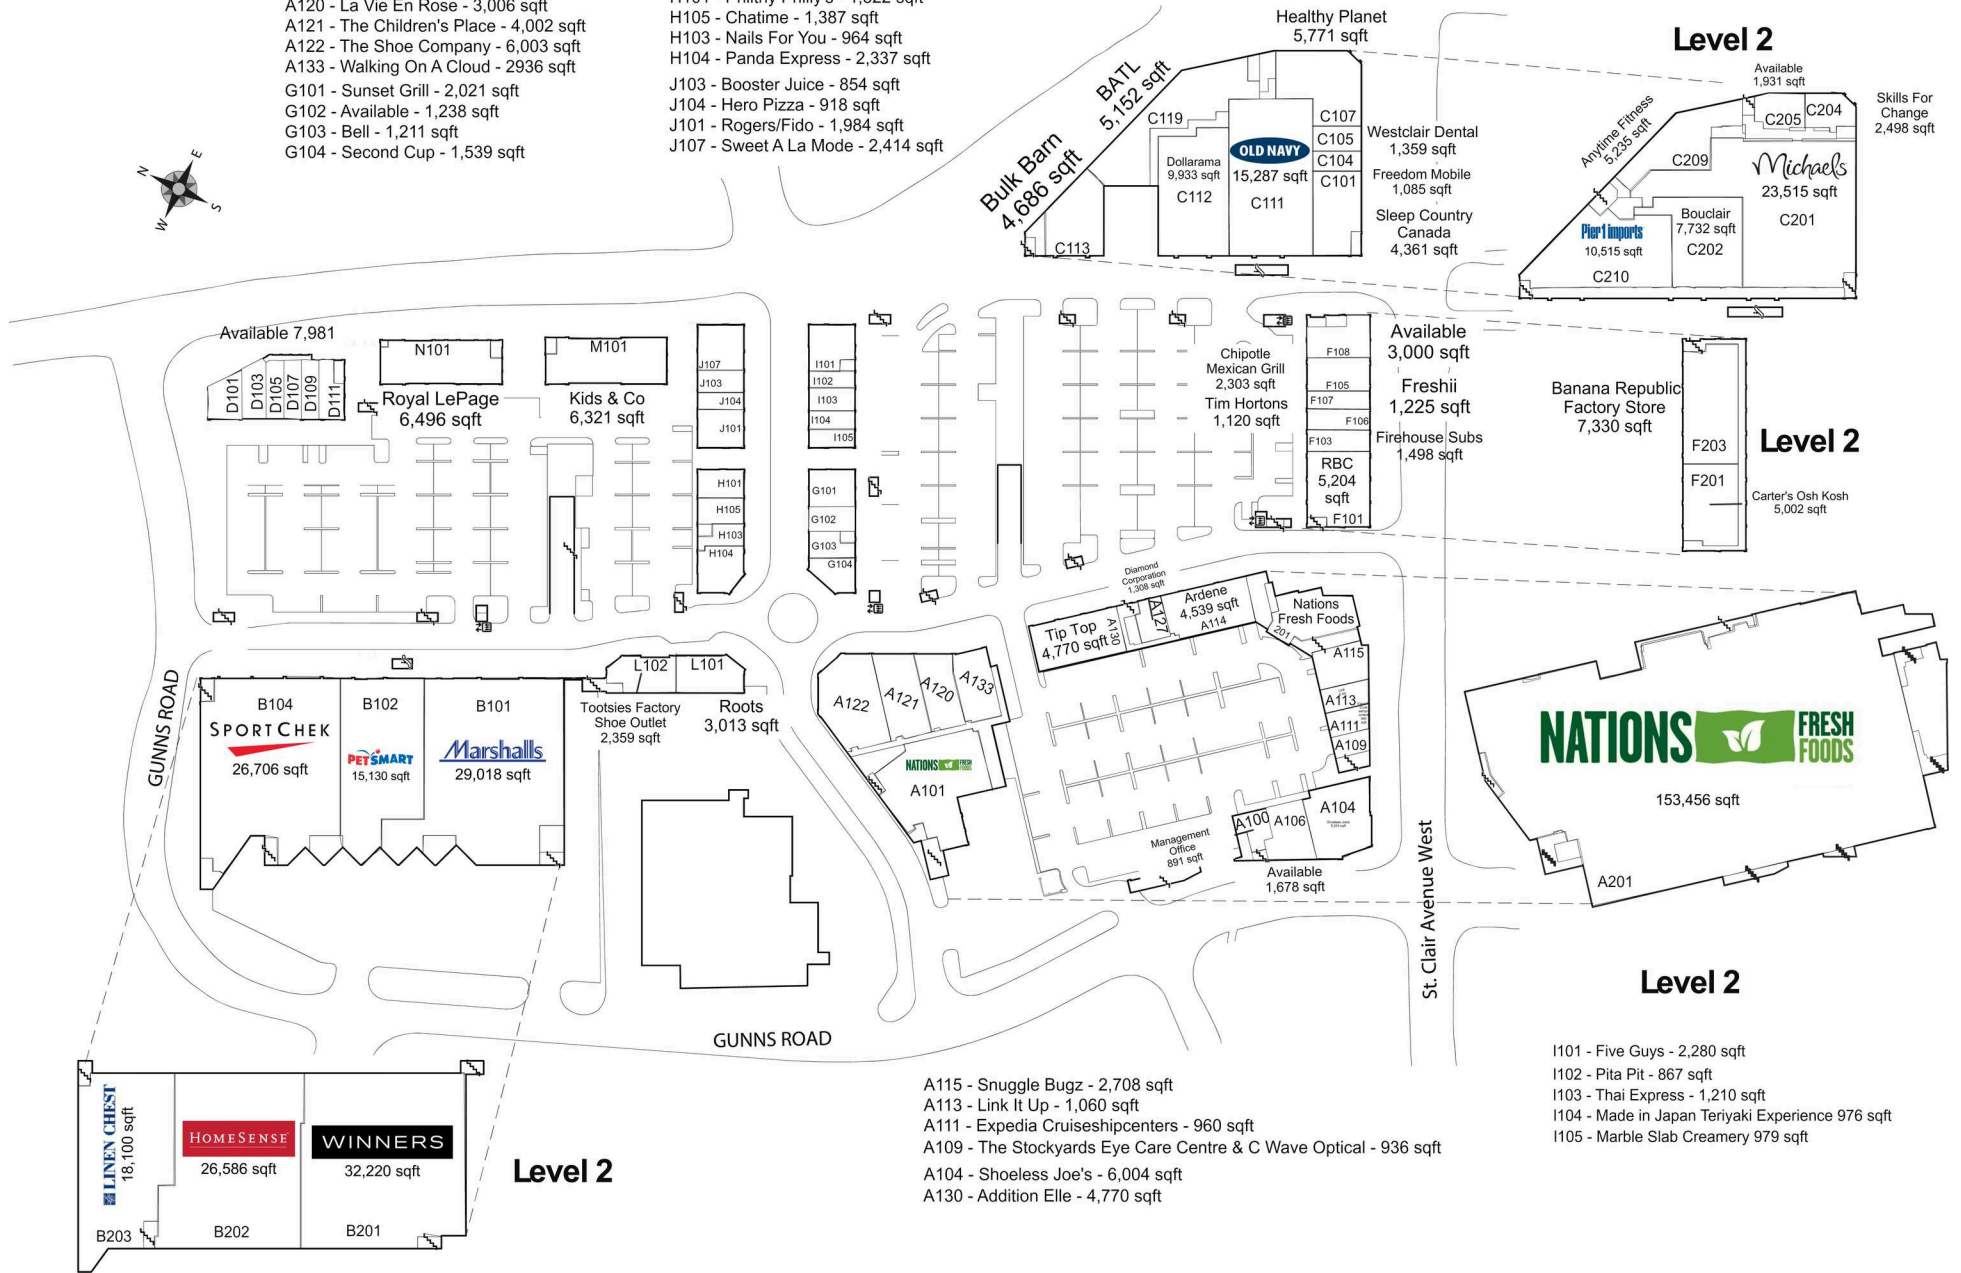 A120 - La Vie En Rose - 3,006 sqft
A121 - The Children's Place - 4,002 sqft
A122 - The Shoe Company - 6,003 sqft
A133 - Walking On A Cloud - 2936 sqft
G101 - Sunset Grill - 2,021 sqft
G102 - Available - 1,238 sqft
G103 - Bell - 1,211 sqft
G104 - Second Cup - 1,539 sqft
H105 - Chatime - 1,387 sqft
H103 - Nails For You - 964 sqft
H104 - Panda Express - 2,337 sqft
J103 - Booster Juice - 854 sqft
J104 - Hero Pizza - 918 sqft
J101 - Rogers/Fido - 1,984 sqft
J107 - Sweet A La Mode - 2,414 sqft
N
E
S
W
Healthy Planet
5,771 sqft
BATL
5,152 sqft
Bulk Barn
4,686 sqft
C119
C107
C105
C104
C101
OLD NAVY
15,287 sqft
C111
Dollarama
9,933 sqft
C112
C113
Westclair Dental
1,359 sqft
Freedom Mobile
1,085 sqft
Sleep Country
Canada
4,361 sqft
Level 2
Available
1,931 sqft
Skills For
Change
2,498 sqft
Anytime Fitness
5,235 sqft
C205
C204
C209
Michaels
23,515 sqft
C201
Bouclair
7,732 sqft
C202
Pier 1 imports
10,515 sqft
C210
Available 7,981
D101
D103
D105
D107
D109
D111
N101
Royal LePage
6,496 sqft
M101
Kids & Co
6,321 sqft
J107
J103
J104
J101
I101
I102
I103
I104
I105
H101
H105
H103
H104
G101
G102
G103
G104
Chipotle
Mexican Grill
2,303 sqft
Tim Hortons
1,120 sqft
F108
F105
F107
F106
F103
RBC
5,204
sqft
F101
Available
3,000 sqft
Freshii
1,225 sqft
Firehouse Subs
1,498 sqft
Banana Republic
Factory Store
7,330 sqft
F203
F201
Level 2
Carter's Osh Kosh
5,002 sqft
Diamond
Corporation
1,308 sqft
Tip Top
4,770 sqft
A130
A127
Ardene
4,539 sqft
A114
Nations
Fresh Foods
201
A115
A113
A111
A109
A122
A121
A120
A133
NATIONS FRESH FOODS
A101
A100
A106
A104
Management
Office
891 sqft
Available
1,678 sqft
NATIONS FRESH FOODS
153,456 sqft
A201
Level 2
GUNNS ROAD
B104
SPORT CHEK
26,706 sqft
B102
PETSMART
15,130 sqft
B101
Marshalls
29,018 sqft
L102
L101
Tootsies Factory
Shoe Outlet
2,359 sqft
Roots
3,013 sqft
St. Clair Avenue West
GUNNS ROAD
LINEN CHEST
18,100 sqft
B203
HOMESENSE
26,586 sqft
B202
WINNERS
32,220 sqft
B201
Level 2
A115 - Snuggle Bugz - 2,708 sqft
A113 - Link It Up - 1,060 sqft
A111 - Expedia Cruiseshipcenters - 960 sqft
A109 - The Stockyards Eye Care Centre & C Wave Optical - 936 sqft
A104 - Shoeless Joe's - 6,004 sqft
A130 - Addition Elle - 4,770 sqft
I101 - Five Guys - 2,280 sqft
I102 - Pita Pit - 867 sqft
I103 - Thai Express - 1,210 sqft
I104 - Made in Japan Teriyaki Experience 976 sqft
I105 - Marble Slab Creamery 979 sqft